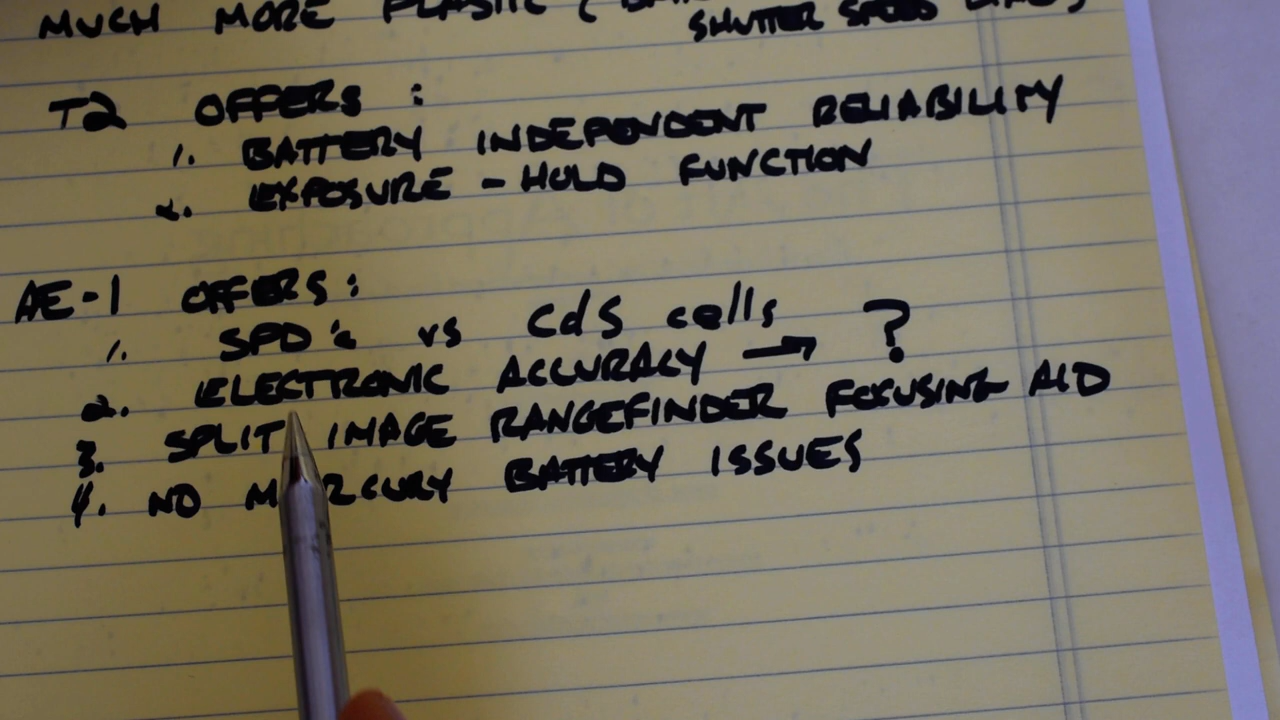 MUCH MORE PLASTIC (
SHUTTER SPEED
T2 OFFERS:
1. BATTERY INDEPENDENT RELIABILITY
2. EXPOSURE - HOLD FUNCTION
AE-1 OFFERS:
1. SPD's vs CdS cells
2. ELECTRONIC ACCURACY → ?
3. SPLIT IMAGE RANGEFINDER FOCUSING AID
4. NO MERCURY BATTERY ISSUES